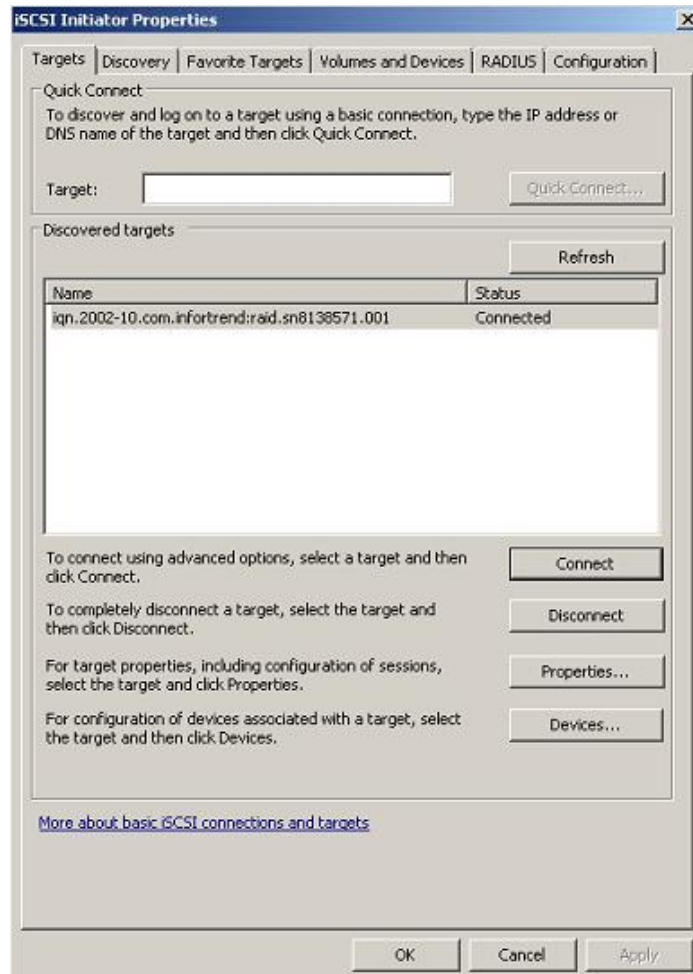 iSCSI Initiator Properties
Targets Discovery Favorite Targets Volumes and Devices RADIUS Configuration
Quick Connect
To discover and log on to a target using a basic connection, type the IP address or
DNS name of the target and then click Quick Connect.
Target: Quick Connect...
Discovered targets
Refresh
Name Status
iqn.2002-10.com.infortrend:raid.sn8138571.001 Connected
To connect using advanced options, select a target and then
click Connect.
Connect
To completely disconnect a target, select the target and
then click Disconnect.
Disconnect
For target properties, including configuration of sessions,
select the target and click Properties.
Properties...
For configuration of devices associated with a target, select
the target and then click Devices.
Devices...
More about basic iSCSI connections and targets
OK Cancel Apply